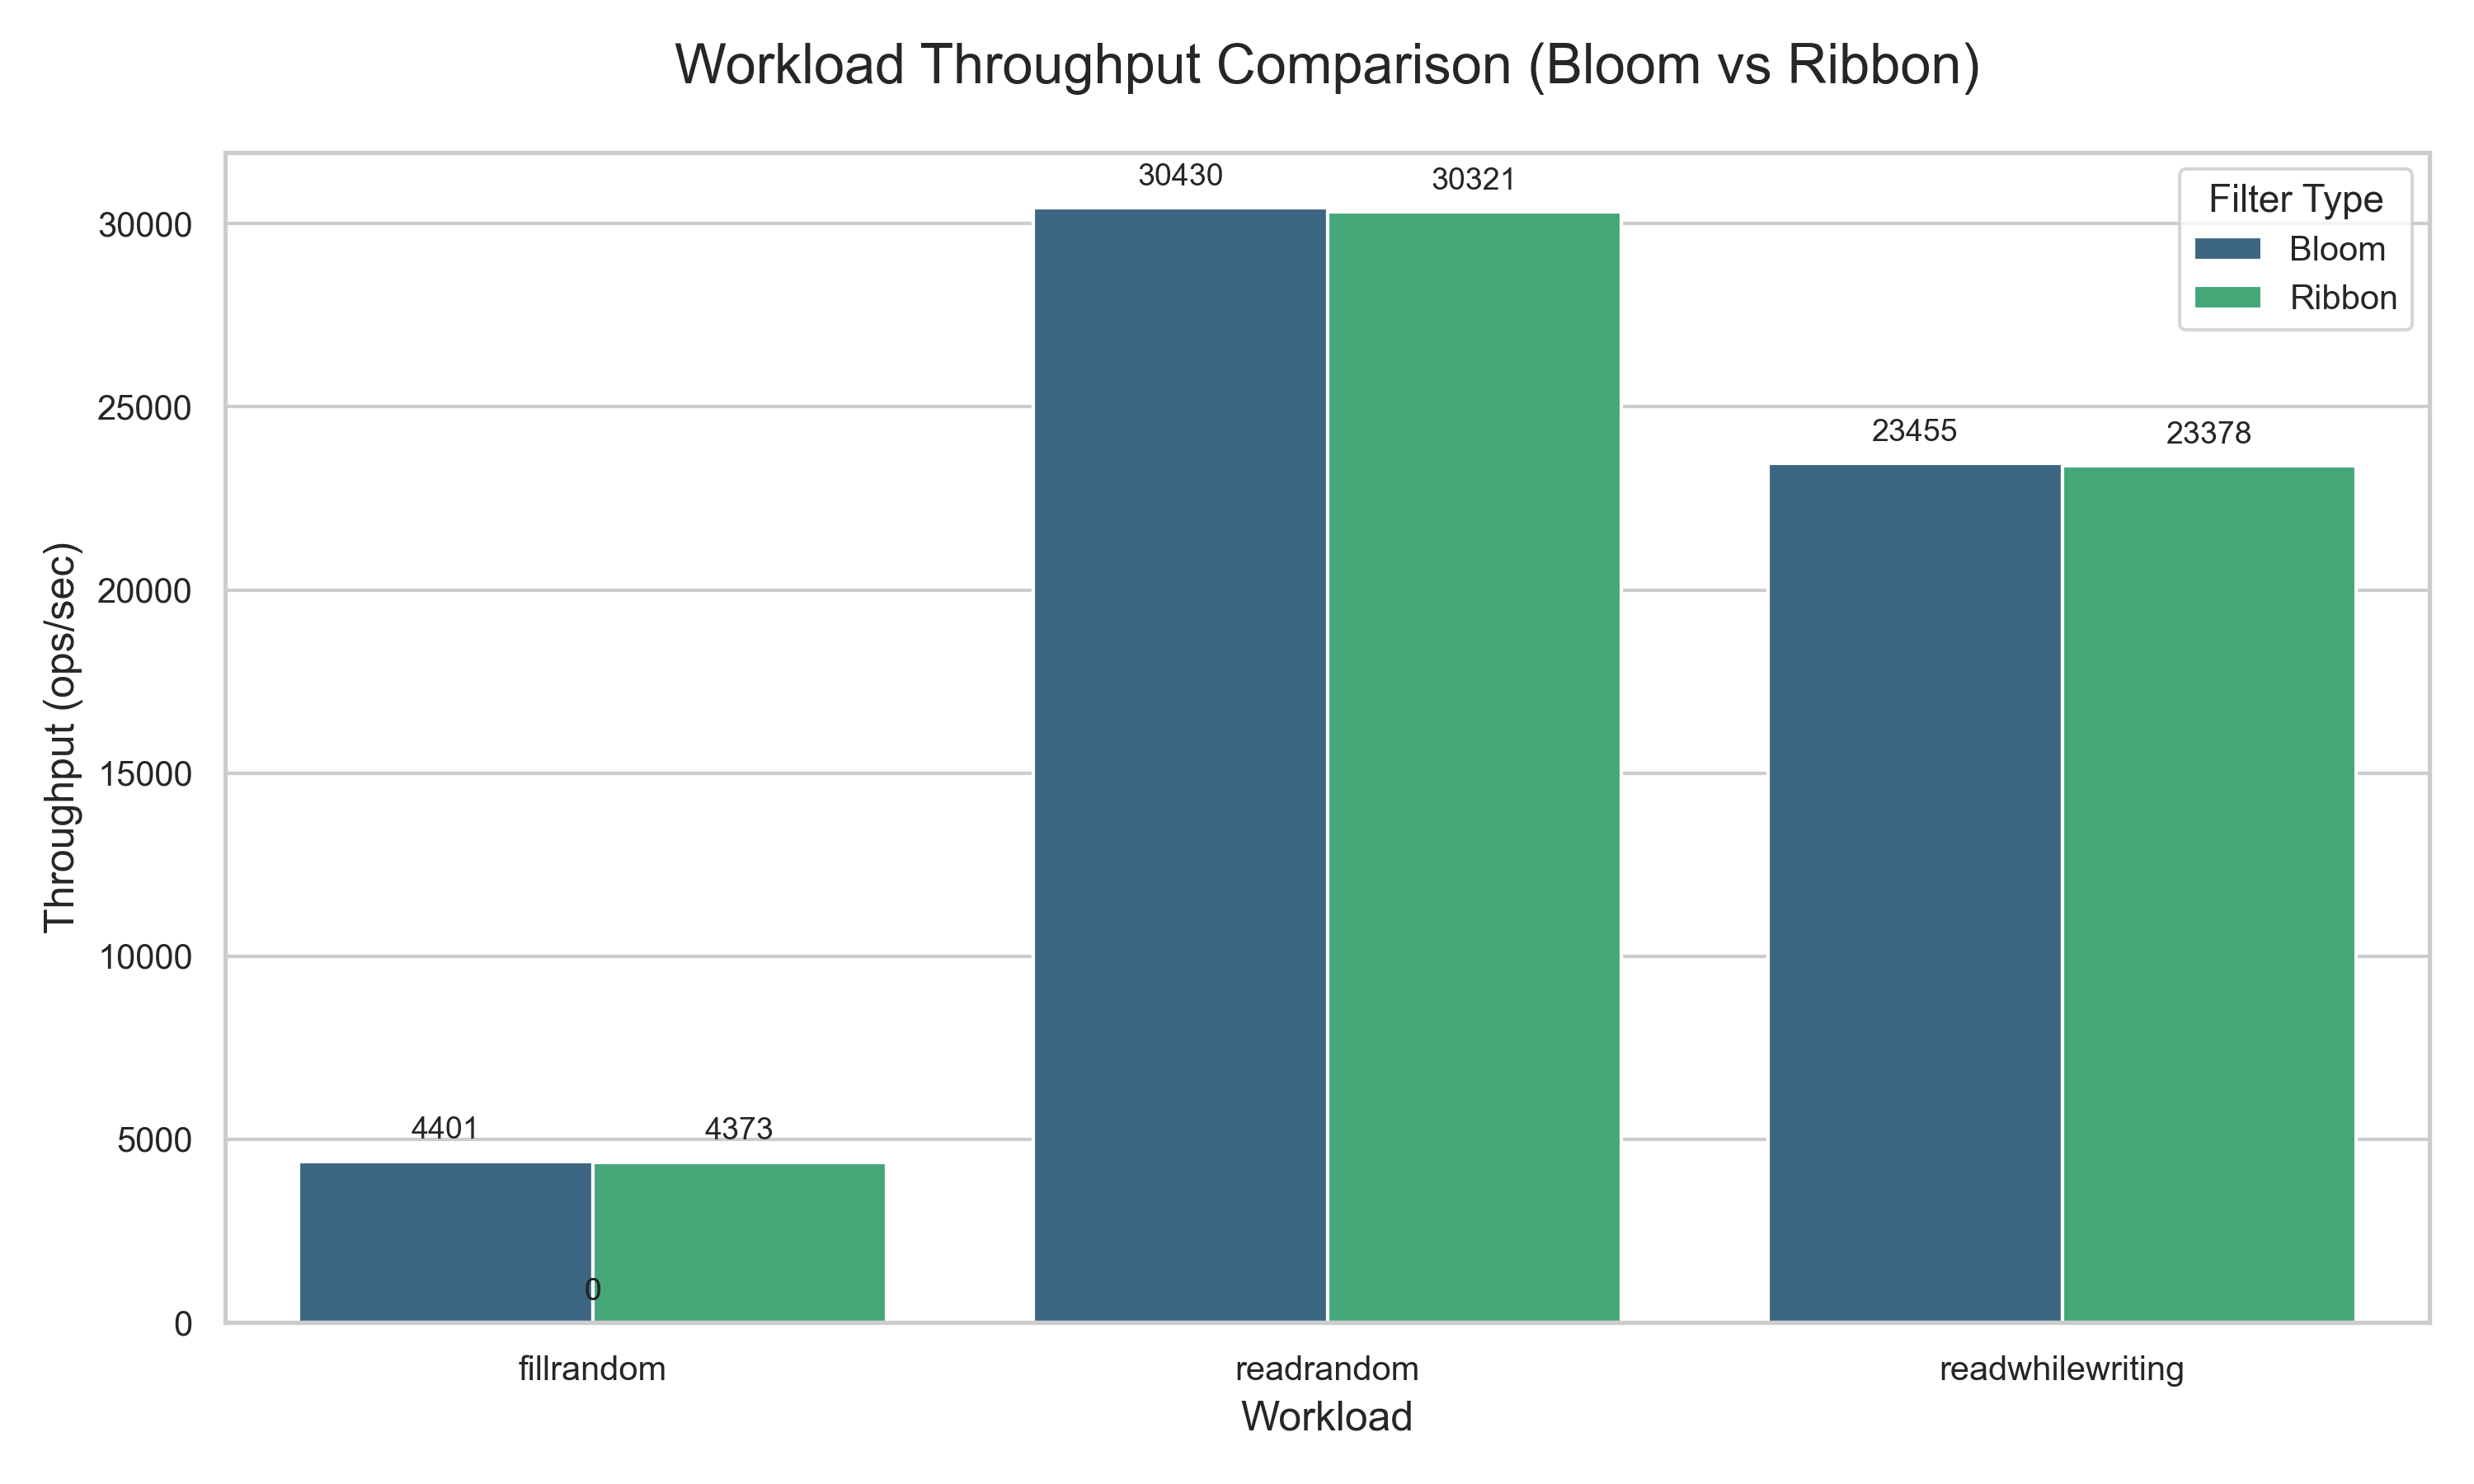 Workload Throughput Comparison (Bloom vs Ribbon)
Throughput (ops/sec)
30000
25000
20000
15000
10000
5000
0
30430
30321
23455
23378
4401
4373
0
Filter Type
Bloom
Ribbon
fillrandom
readrandom
readwhilewriting
Workload